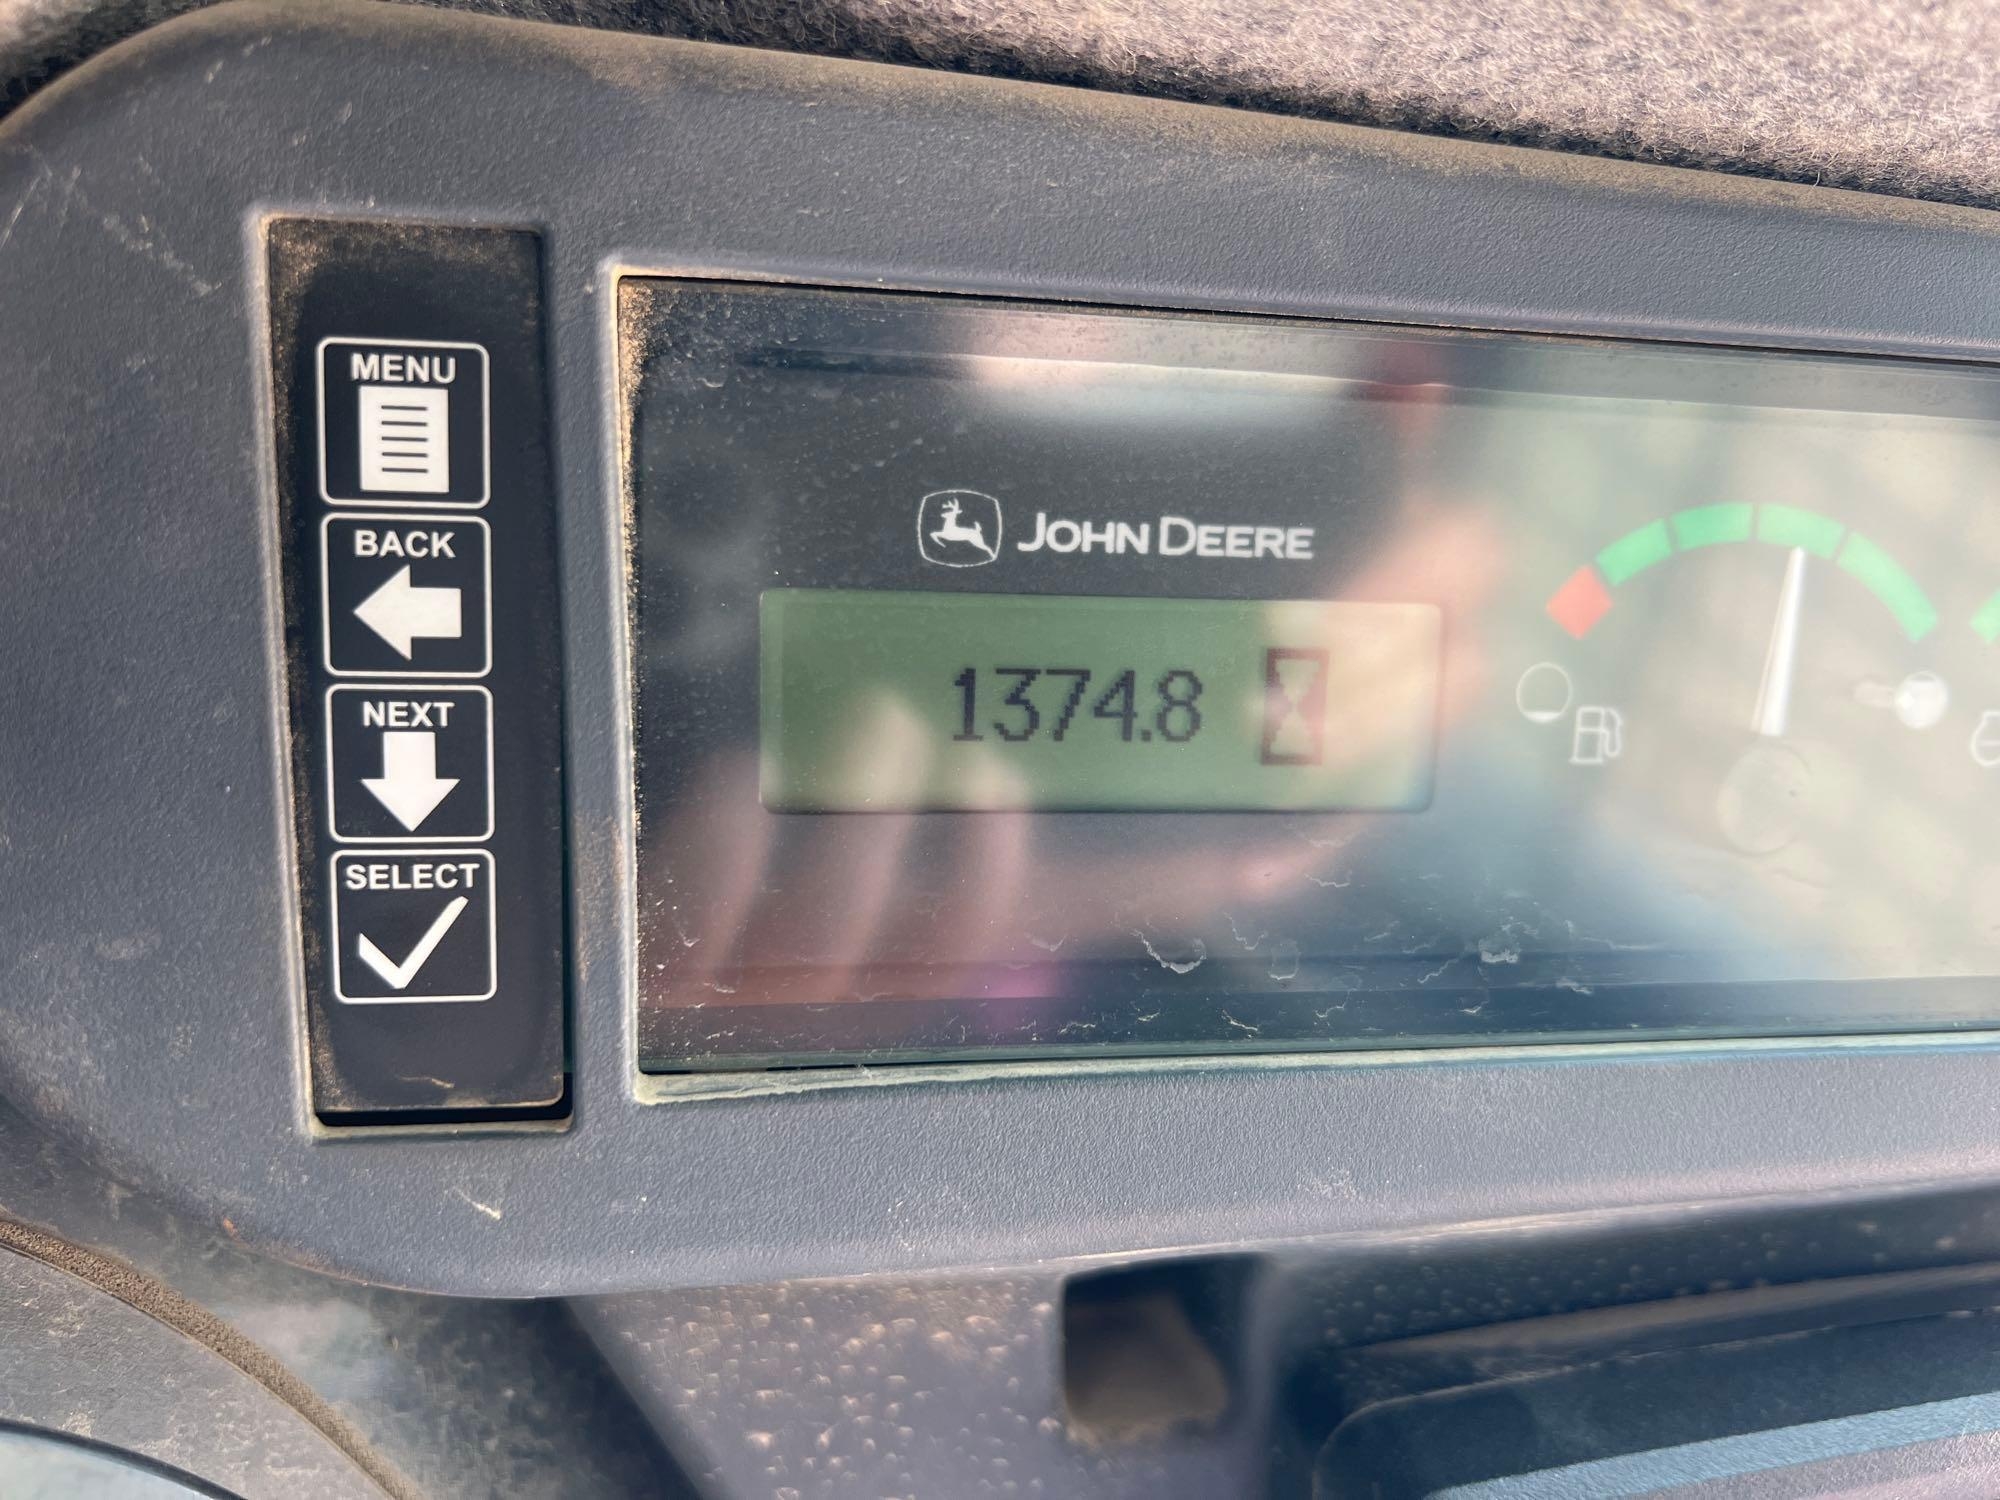 MENU
BACK
NEXT
SELECT
JOHN DEERE
1374.8